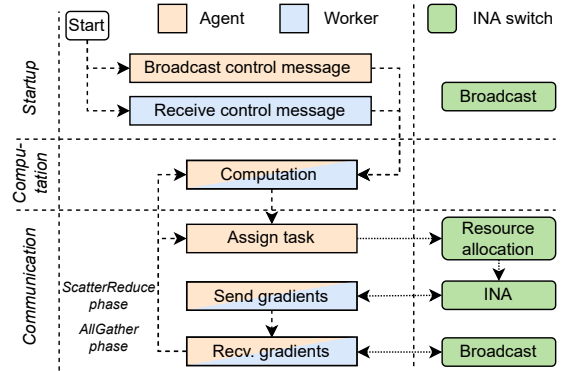 Start
Agent
Worker
INA switch
Startup
Broadcast control message
Receive control message
Broadcast
Compu-
tation
Computation
Communication
Assign task
Resource
allocation
ScatterReduce
phase
AllGather
phase
Send gradients
INA
Recv. gradients
Broadcast